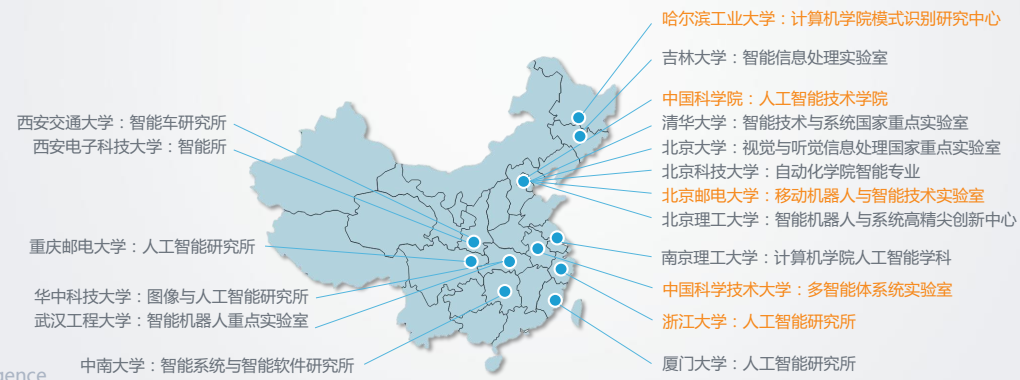 哈尔滨工业大学：计算机学院模式识别研究中心
吉林大学：智能信息处理实验室
中国科学院：人工智能技术学院
清华大学：智能技术与系统国家重点实验室
北京大学：视觉与听觉信息处理国家重点实验室
北京科技大学：自动化学院智能专业
北京邮电大学：移动机器人与智能技术实验室
北京理工大学：智能机器人与系统高精尖创新中心
南京理工大学：计算机学院人工智能学科
中国科学技术大学：多智能体系统实验室
浙江大学：人工智能研究所
厦门大学：人工智能研究所
西安交通大学：智能车研究所
西安电子科技大学：智能所
重庆邮电大学：人工智能研究所
华中科技大学：图像与人工智能研究所
武汉工程大学：智能机器人重点实验室
中南大学：智能系统与智能软件研究所
gence